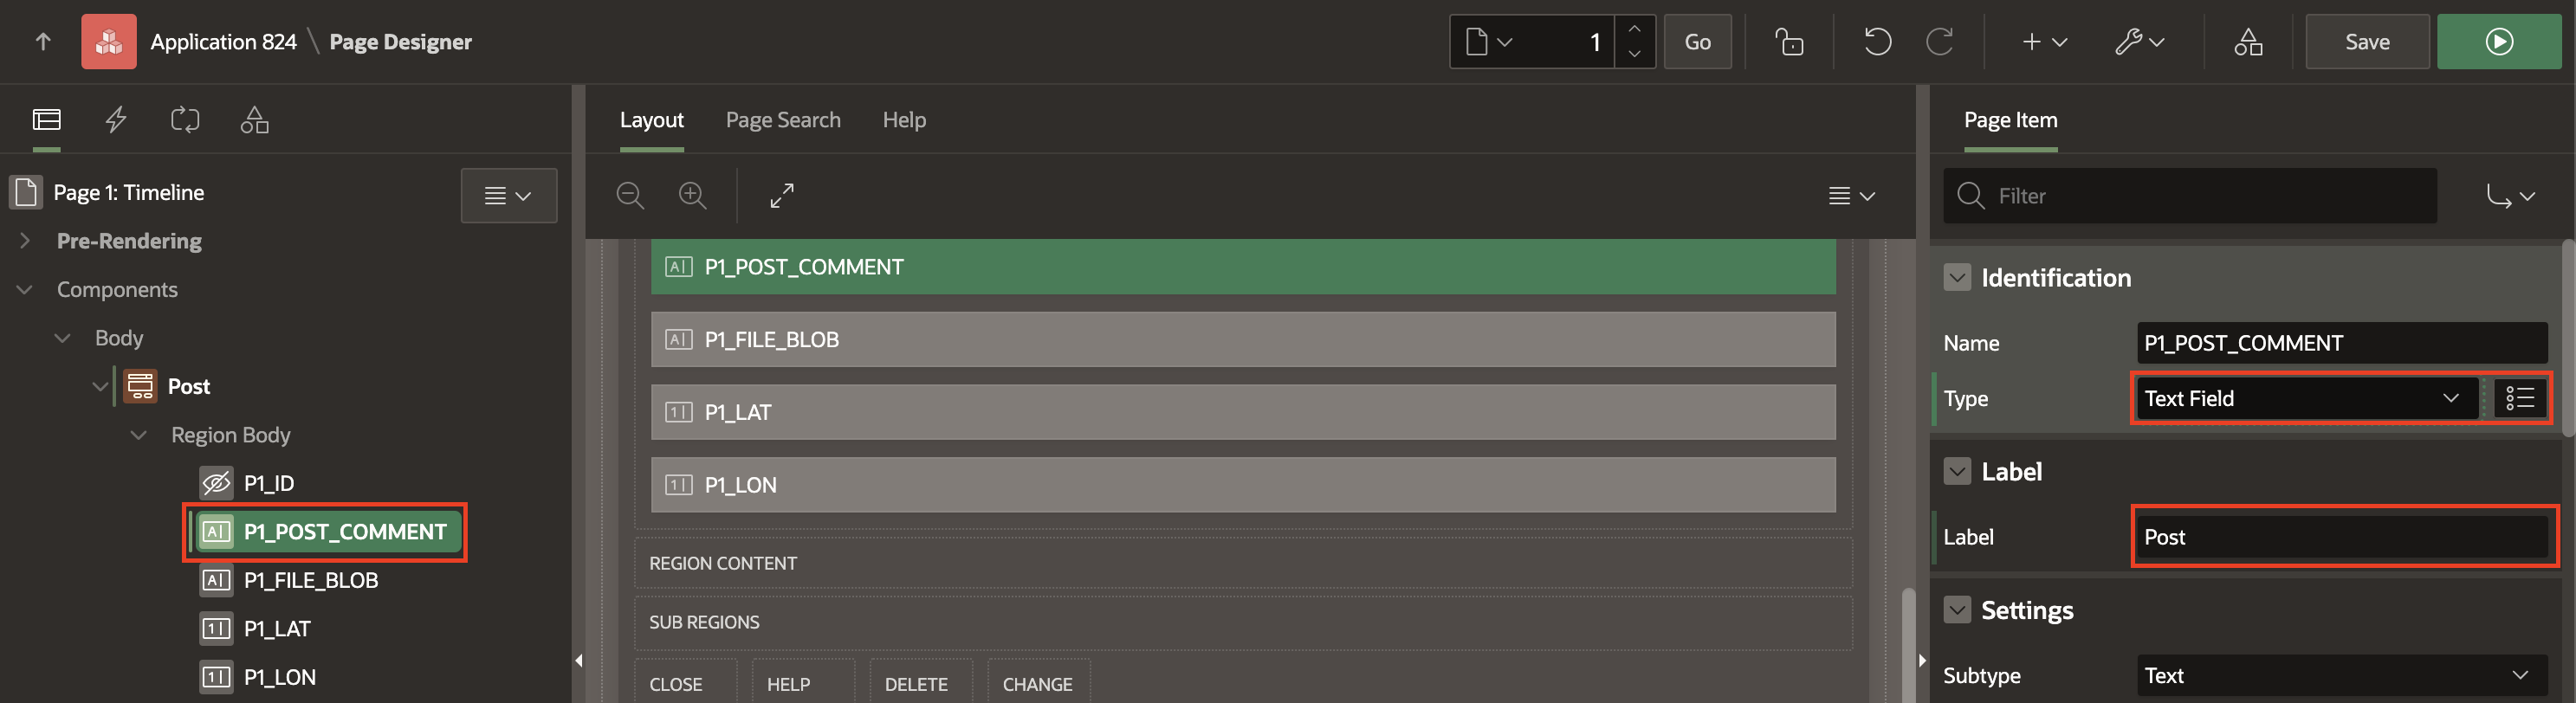 Application 824 \ Page Designer
1
Go
Save
Page 1: Timeline
Pre-Rendering
Components
Body
Post
Region Body
P1_ID
P1_POST_COMMENT
P1_FILE_BLOB
P1_LAT
P1_LON
Layout
Page Search
Help
P1_POST_COMMENT
P1_FILE_BLOB
P1_LAT
P1_LON
REGION CONTENT
SUB REGIONS
CLOSE
HELP
DELETE
CHANGE
Page Item
Filter
Identification
Name
P1_POST_COMMENT
Type
Text Field
Label
Label
Post
Settings
Subtype
Text